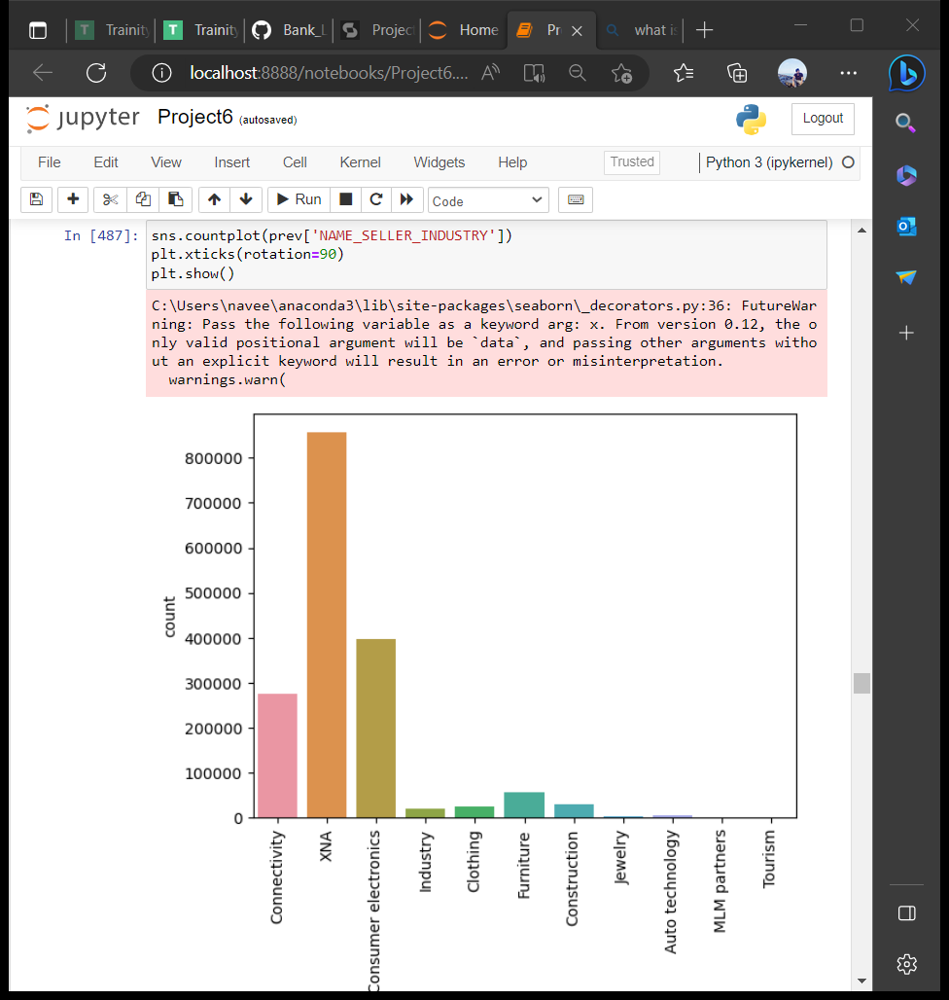 Trainity
Trainity
Bank_L
Project
Home
Pr
what is
localhost:8888/notebooks/Project6....
jupyter Project6 (autosaved)
Logout
File Edit View Insert Cell Kernel Widgets Help Trusted Python 3 (ipykernel)
Run Code
In [487]: sns.countplot(prev['NAME_SELLER_INDUSTRY'])
plt.xticks(rotation=90)
plt.show()
C:\Users\navee\anaconda3\lib\site-packages\seaborn\_decorators.py:36: FutureWar
ning: Pass the following variable as a keyword arg: x. From version 0.12, the o
nly valid positional argument will be `data`, and passing other arguments witho
ut an explicit keyword will result in an error or misinterpretation.
warnings.warn(
count
800000
700000
600000
500000
400000
300000
200000
100000
0
Connectivity
XNA
Consumer electronics
Industry
Clothing
Furniture
Construction
Jewelry
Auto technology
MLM partners
Tourism